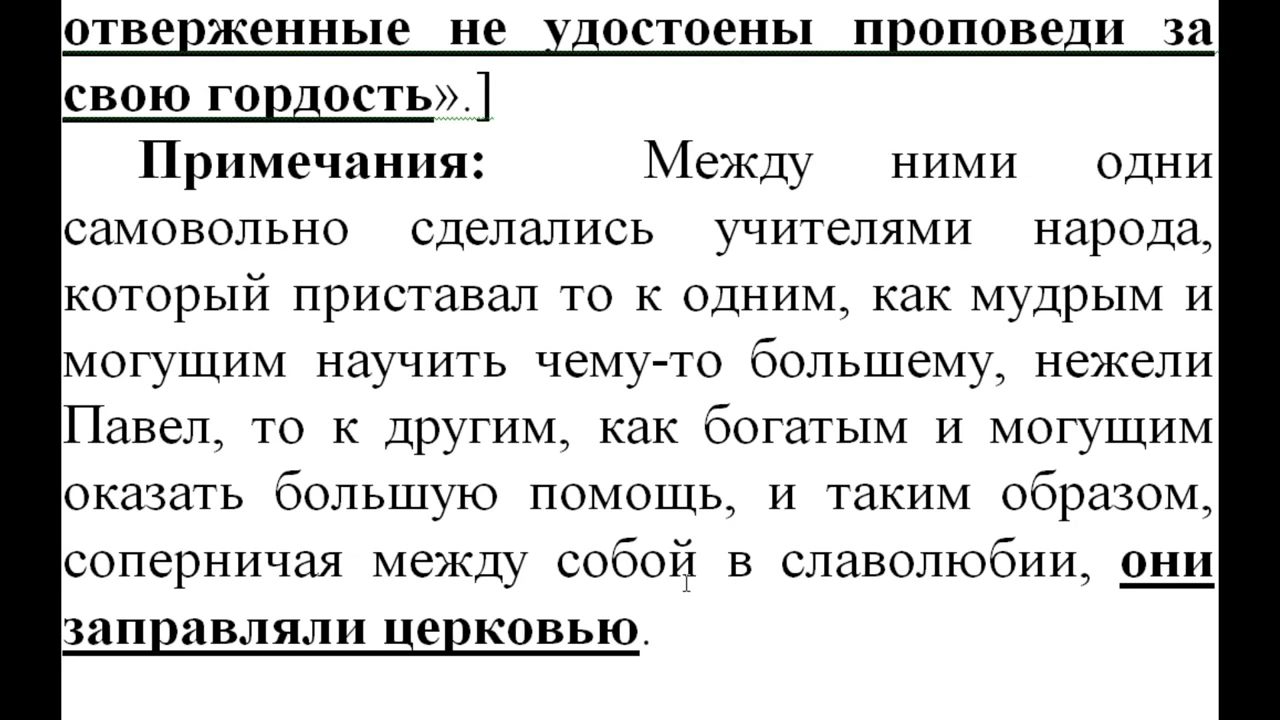 отверженные не удостоены проповеди за
свою гордость».]
Примечания: Между ними одни
самовольно сделались учителями народа,
который приставал то к одним, как мудрым и
могущим научить чему-то большему, нежели
Павел, то к другим, как богатым и могущим
оказать большую помощь, и таким образом,
соперничая между собой в славолюбии, они
заправляли церковью.